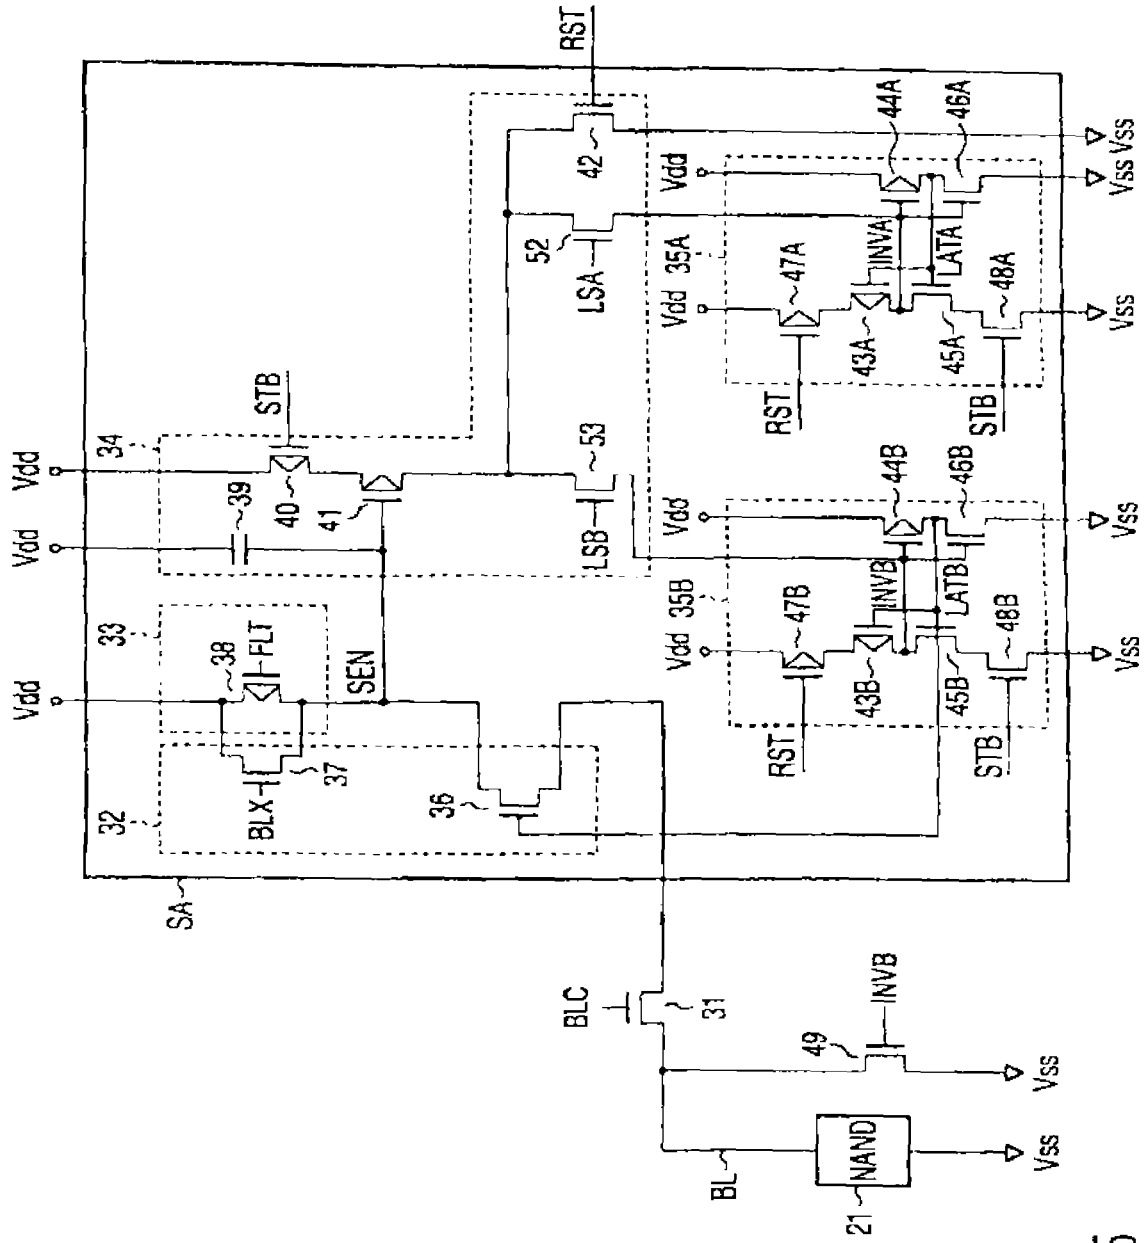 Vdd
Vdd
Vdd
RST
34
39
STB
33
40
38
FLT
41
32
BLX
37
SEN
36
SA
LSB
53
52
LSA
42
Vdd
Vdd
35A
47A
INVA
44A
43A
LATA
46A
45A
48A
RST
STB
Vss
Vss
Vss
Vdd
Vdd
35B
47B
INVB
44B
43B
LATB
46B
45B
48B
RST
STB
Vss
Vss
BLC
31
49
INVB
Vss
BL
NAND
21
Vss